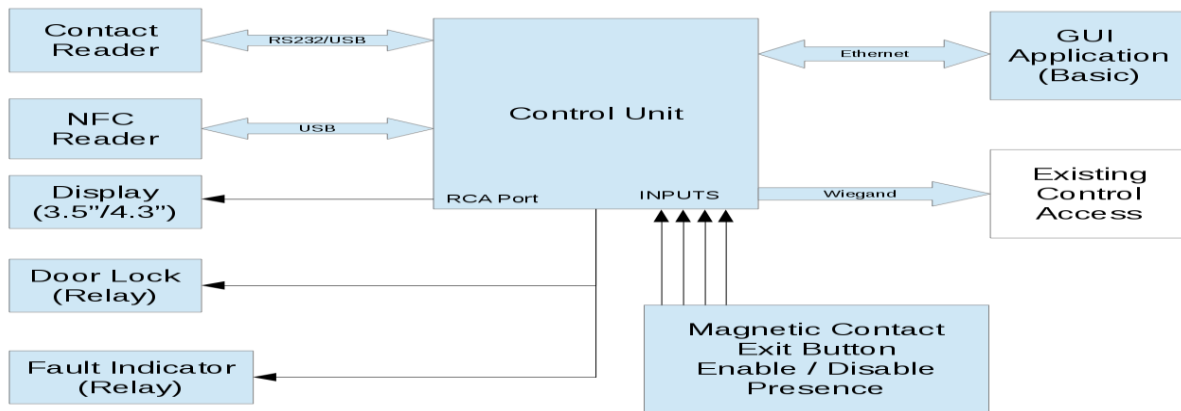 Contact
Reader
RS232/USB
NFC
Reader
USB
Display
(3.5”/4.3”)
Door Lock
(Relay)
Fault Indicator
(Relay)
Control Unit
RCA Port
INPUTS
Ethernet
GUI
Application
(Basic)
Wiegand
Existing
Control
Access
Magnetic Contact
Exit Button
Enable / Disable
Presence